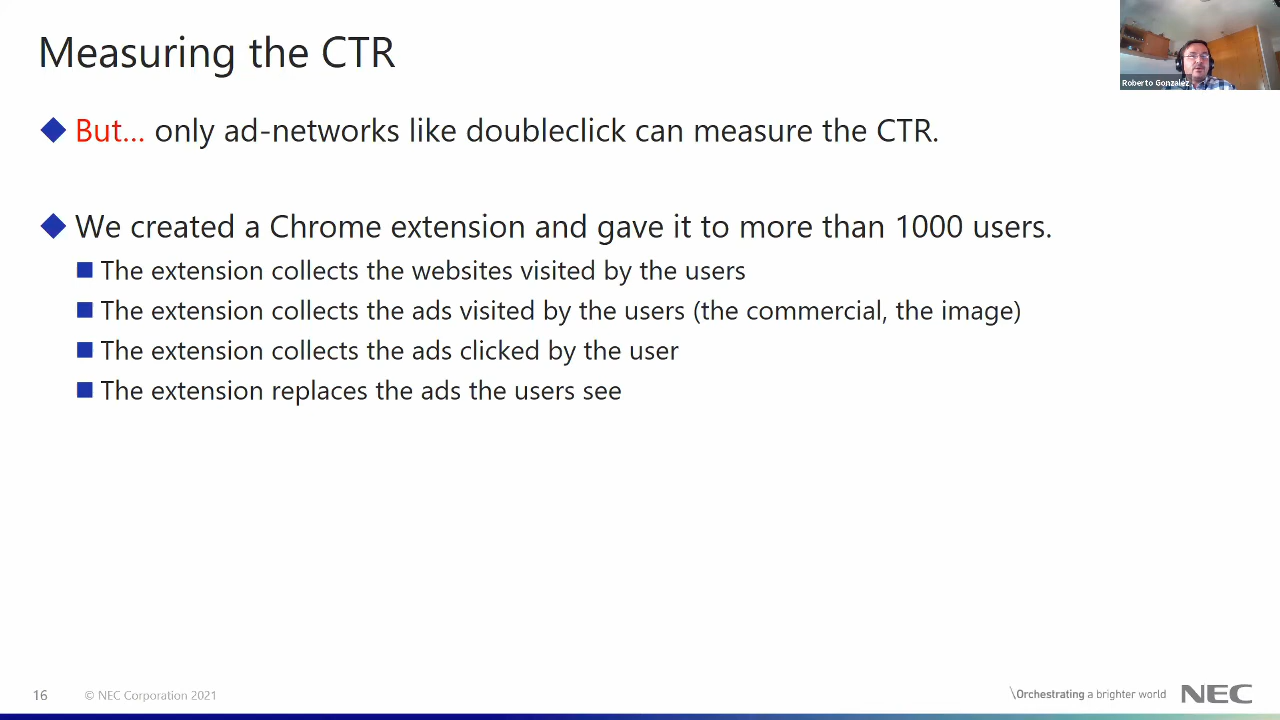 Measuring the CTR
Roberto Gonzalez
But... only ad-networks like doubleclick can measure the CTR.
We created a Chrome extension and gave it to more than 1000 users.
The extension collects the websites visited by the users
The extension collects the ads visited by the users (the commercial, the image)
The extension collects the ads clicked by the user
The extension replaces the ads the users see
16 © NEC Corporation 2021
\Orchestrating a brighter world NEC